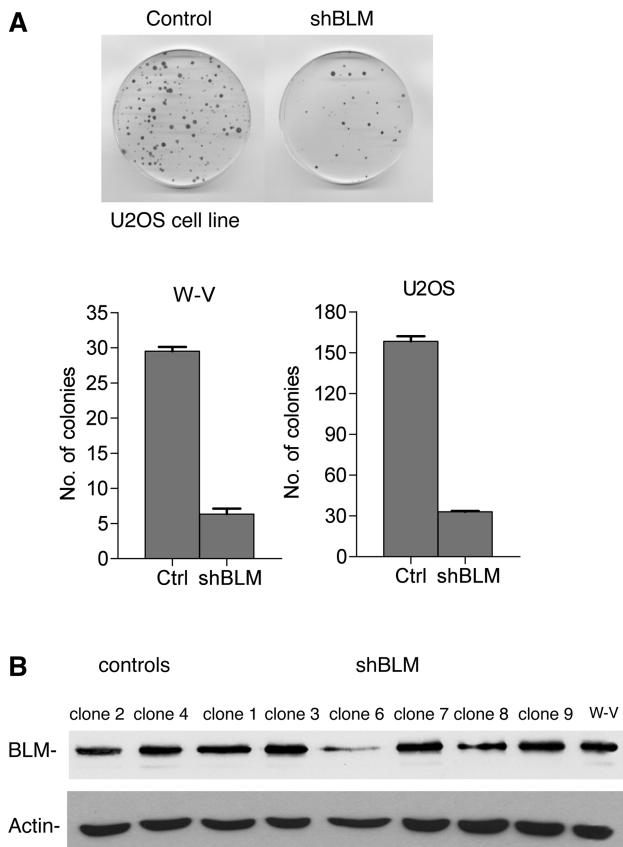 A
Control shBLM
U2OS cell line
W-V
No. of colonies
35
30
25
20
15
10
5
0
Ctrl shBLM
U2OS
No. of colonies
180
150
120
90
60
30
0
Ctrl shBLM
B
controls shBLM
clone 2 clone 4 clone 1 clone 3 clone 6 clone 7 clone 8 clone 9 W-V
BLM-
Actin-